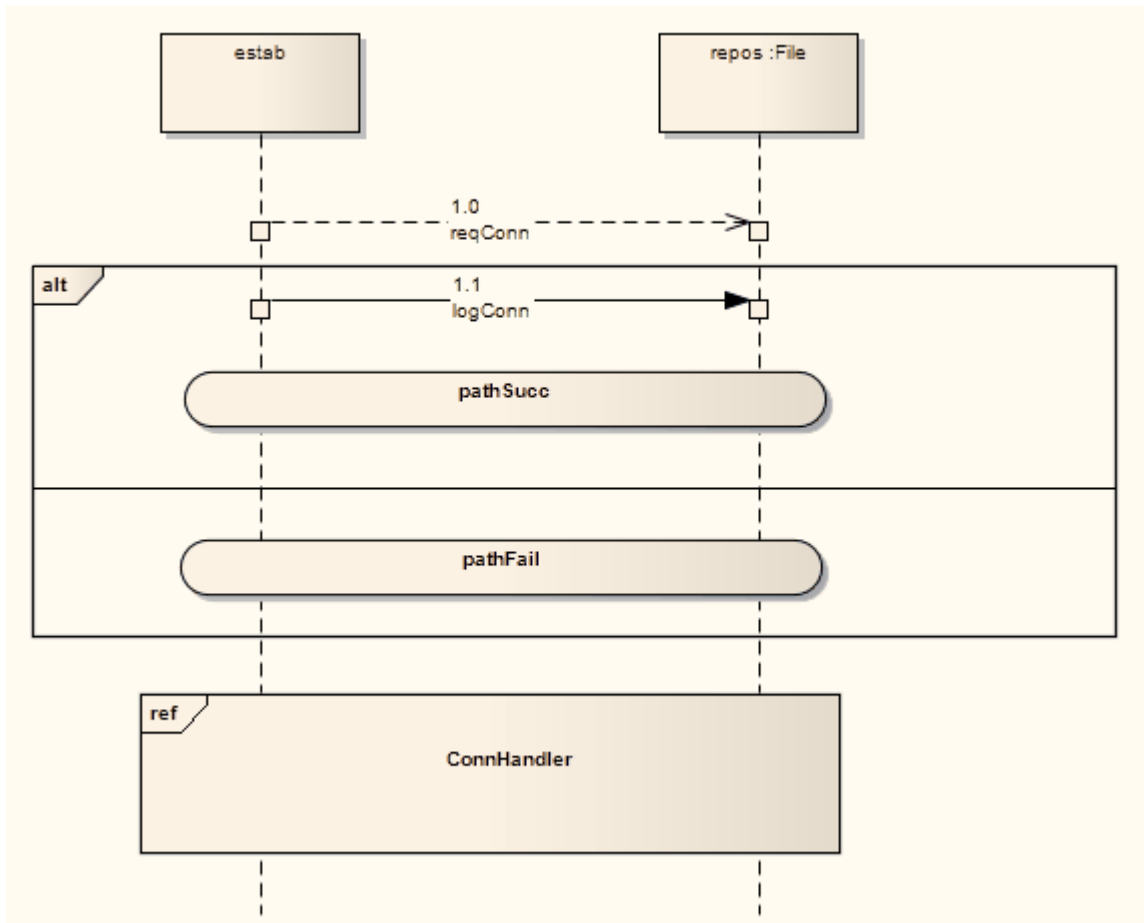 estab
repos :File
1.0
reqConn
alt
1.1
logConn
pathSucc
pathFail
ref
ConnHandler